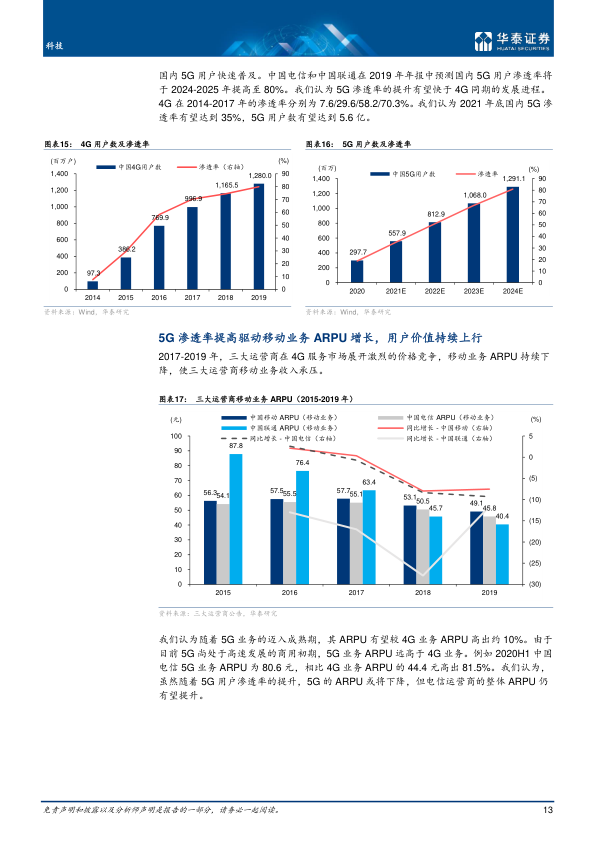 科技
华泰证券
HUATAI SECURITIES
国内 5G 用户快速普及。中国电信和中国联通在 2019 年年报中预测国内 5G 用户渗透率将
于 2024-2025 年提高至 80%。我们认为 5G 渗透率的提升有望快于 4G 同期的发展进程。
4G 在 2014-2017 年的渗透率分别为 7.6/29.6/58.2/70.3%。我们认为 2021 年底国内 5G 渗
透率有望达到 35%，5G 用户数有望达到 5.6 亿。
图表15： 4G 用户数及渗透率
(百万户)
中国4G用户数
渗透率（右轴）
(%)
1,400
1,200
1,000
800
600
400
200
0
97.3
386.2
769.9
996.9
1,165.5
1,280.0
90
80
70
60
50
40
30
20
10
0
2014 2015 2016 2017 2018 2019
资料来源：Wind，华泰研究
图表16： 5G 用户数及渗透率
(百万)
中国5G用户数
渗透率
(%)
1,400
1,200
1,000
800
600
400
200
0
297.7
557.9
812.9
1,068.0
1,291.1
90
80
70
60
50
40
30
20
10
0
2020 2021E 2022E 2023E 2024E
资料来源：Wind，华泰研究
5G 渗透率提高驱动移动业务 ARPU 增长，用户价值持续上行
2017-2019 年，三大运营商在 4G 服务市场展开激烈的价格竞争，移动业务 ARPU 持续下
降，使三大运营商移动业务收入承压。
图表17： 三大运营商移动业务 ARPU（2015-2019 年）
(元)
中国移动 ARPU（移动业务）
中国电信 ARPU（移动业务）
(%)
中国联通 ARPU（移动业务）
同比增长 - 中国移动（右轴）
同比增长 - 中国电信（右轴）
同比增长 - 中国联通（右轴）
100
90
80
70
60
50
40
30
20
10
0
56.3 54.1 87.8
57.5 55.5 76.4
57.7 55.1 63.4
53.1 50.5 45.7
49.1 45.8 40.4
5
0
(5)
(10)
(15)
(20)
(25)
(30)
2015 2016 2017 2018 2019
资料来源：三大运营商公告，华泰研究
我们认为随着 5G 业务的迈入成熟期，其 ARPU 有望较 4G 业务 ARPU 高出约 10%。由于
目前 5G 尚处于高速发展的商用初期，5G 业务 ARPU 远高于 4G 业务。例如 2020H1 中国
电信 5G 业务 ARPU 为 80.6 元，相比 4G 业务 ARPU 的 44.4 元高出 81.5%。我们认为，
虽然随着 5G 用户渗透率的提升，5G 的 ARPU 或将下降，但电信运营商的整体 ARPU 仍
有望提升。
免责声明和披露以及分析师声明是报告的一部分，请务必一起阅读。
13